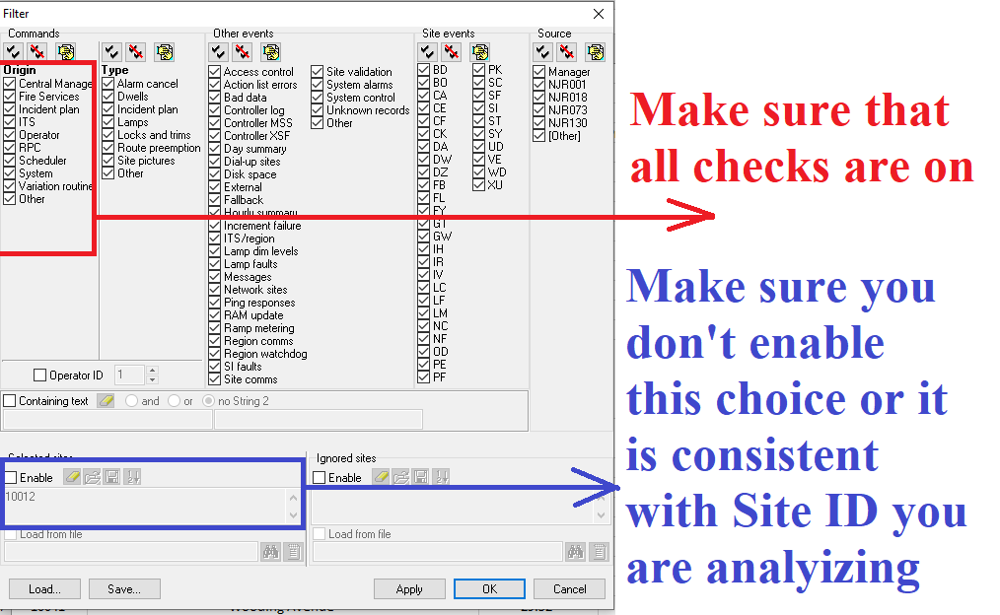 Filter
Commands
Origin
Central Manage
Fire Services
Incident plan
ITS
Operator
RPC
Scheduler
System
Variation routine
Other
Type
Alarm cancel
Dwells
Incident plan
Lamps
Locks and trims
Route preemption
Site pictures
Other
Operator ID
1
Other events
Access control
Action list errors
Bad data
Controller log
Controller MSS
Controller XSF
Day summary
Dial-up sites
Disk space
External
Fallback
Hourly summary
Increment failure
ITS/region
Lamp dim levels
Lamp faults
Messages
Network sites
Ping responses
RAM update
Ramp metering
Region comms
Region watchdog
SI faults
Site comms
Site validation
System alarms
System control
Unknown records
Other
Site events
BD
BO
CA
CE
CF
CK
DA
DW
DZ
FB
FL
FY
GT
GW
IH
IR
IV
LC
LF
LM
NC
NF
OD
PE
PF
PK
SC
SF
SI
ST
SY
UD
VE
WD
XU
Source
Manager
NJR001
NJR018
NJR073
NJR130
[Other]
Containing text
and
or
no String 2
Selected sites
Enable
10012
Load from file
Ignored sites
Enable
Load from file
Load...
Save...
Apply
OK
Cancel
Make sure that
all checks are on
Make sure you
don't enable
this choice or it
is consistent
with Site ID you
are analyizing